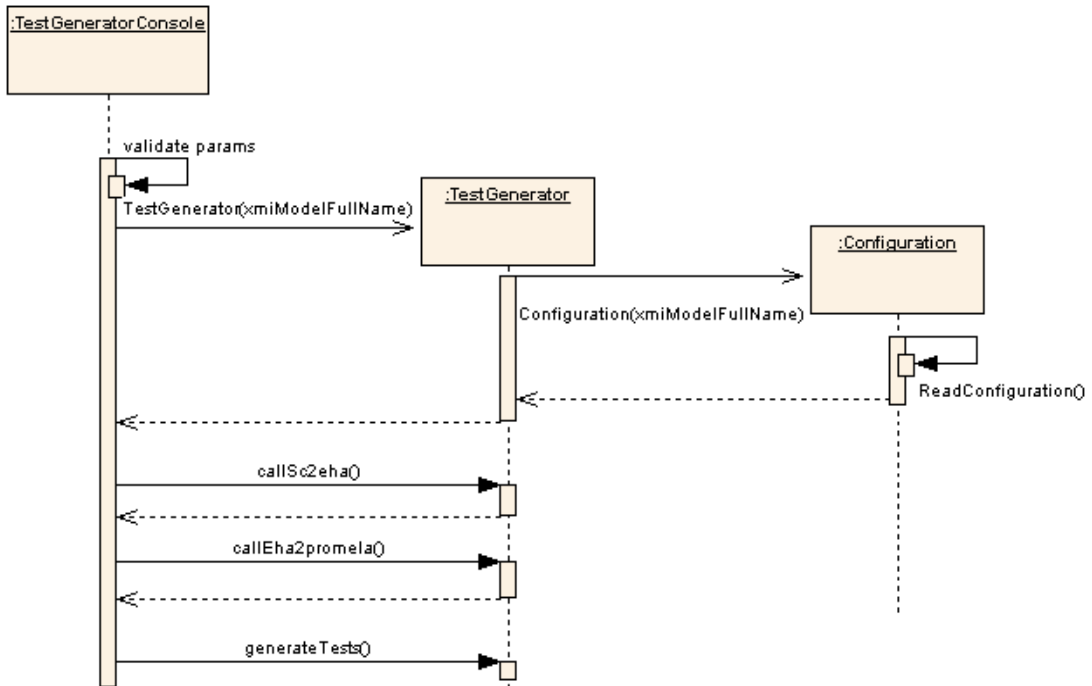 :TestGeneratorConsole
validate params
TestGenerator(xmiModelFullName)
:TestGenerator
:Configuration
Configuration(xmiModelFullName)
ReadConfiguration()
callSc2eha()
callEha2promela()
generateTests()